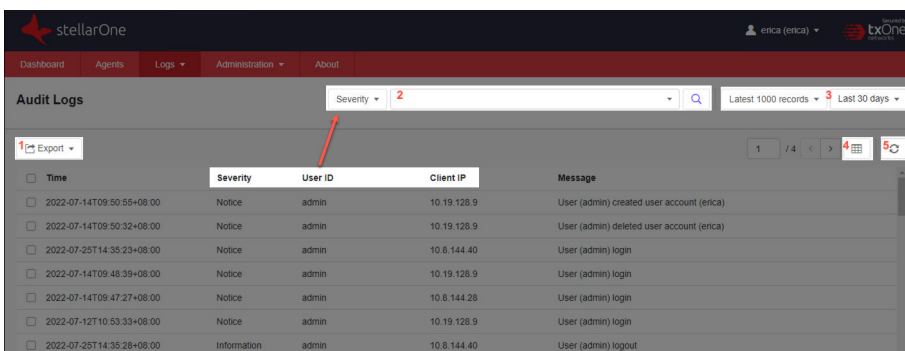 stellarOne
erica (erica)
Secured by
txOne
networks
Dashboard Agents Logs Administration About
Audit Logs
Severity 2
Latest 1000 records 3 Last 30 days
1 Export
1 / 4 < > 4 5
Time Severity User ID Client IP Message
2022-07-14T09:50:55+08:00 Notice admin 10.19.128.9 User (admin) created user account (erica)
2022-07-14T09:50:32+08:00 Notice admin 10.19.128.9 User (admin) deleted user account (erica)
2022-07-25T14:35:23+08:00 Notice admin 10.8.144.40 User (admin) login
2022-07-14T09:48:39+08:00 Notice admin 10.19.128.9 User (admin) login
2022-07-14T09:47:27+08:00 Notice admin 10.8.144.28 User (admin) login
2022-07-12T10:53:33+08:00 Notice admin 10.19.128.9 User (admin) login
2022-07-25T14:35:28+08:00 Information admin 10.8.144.40 User (admin) logout